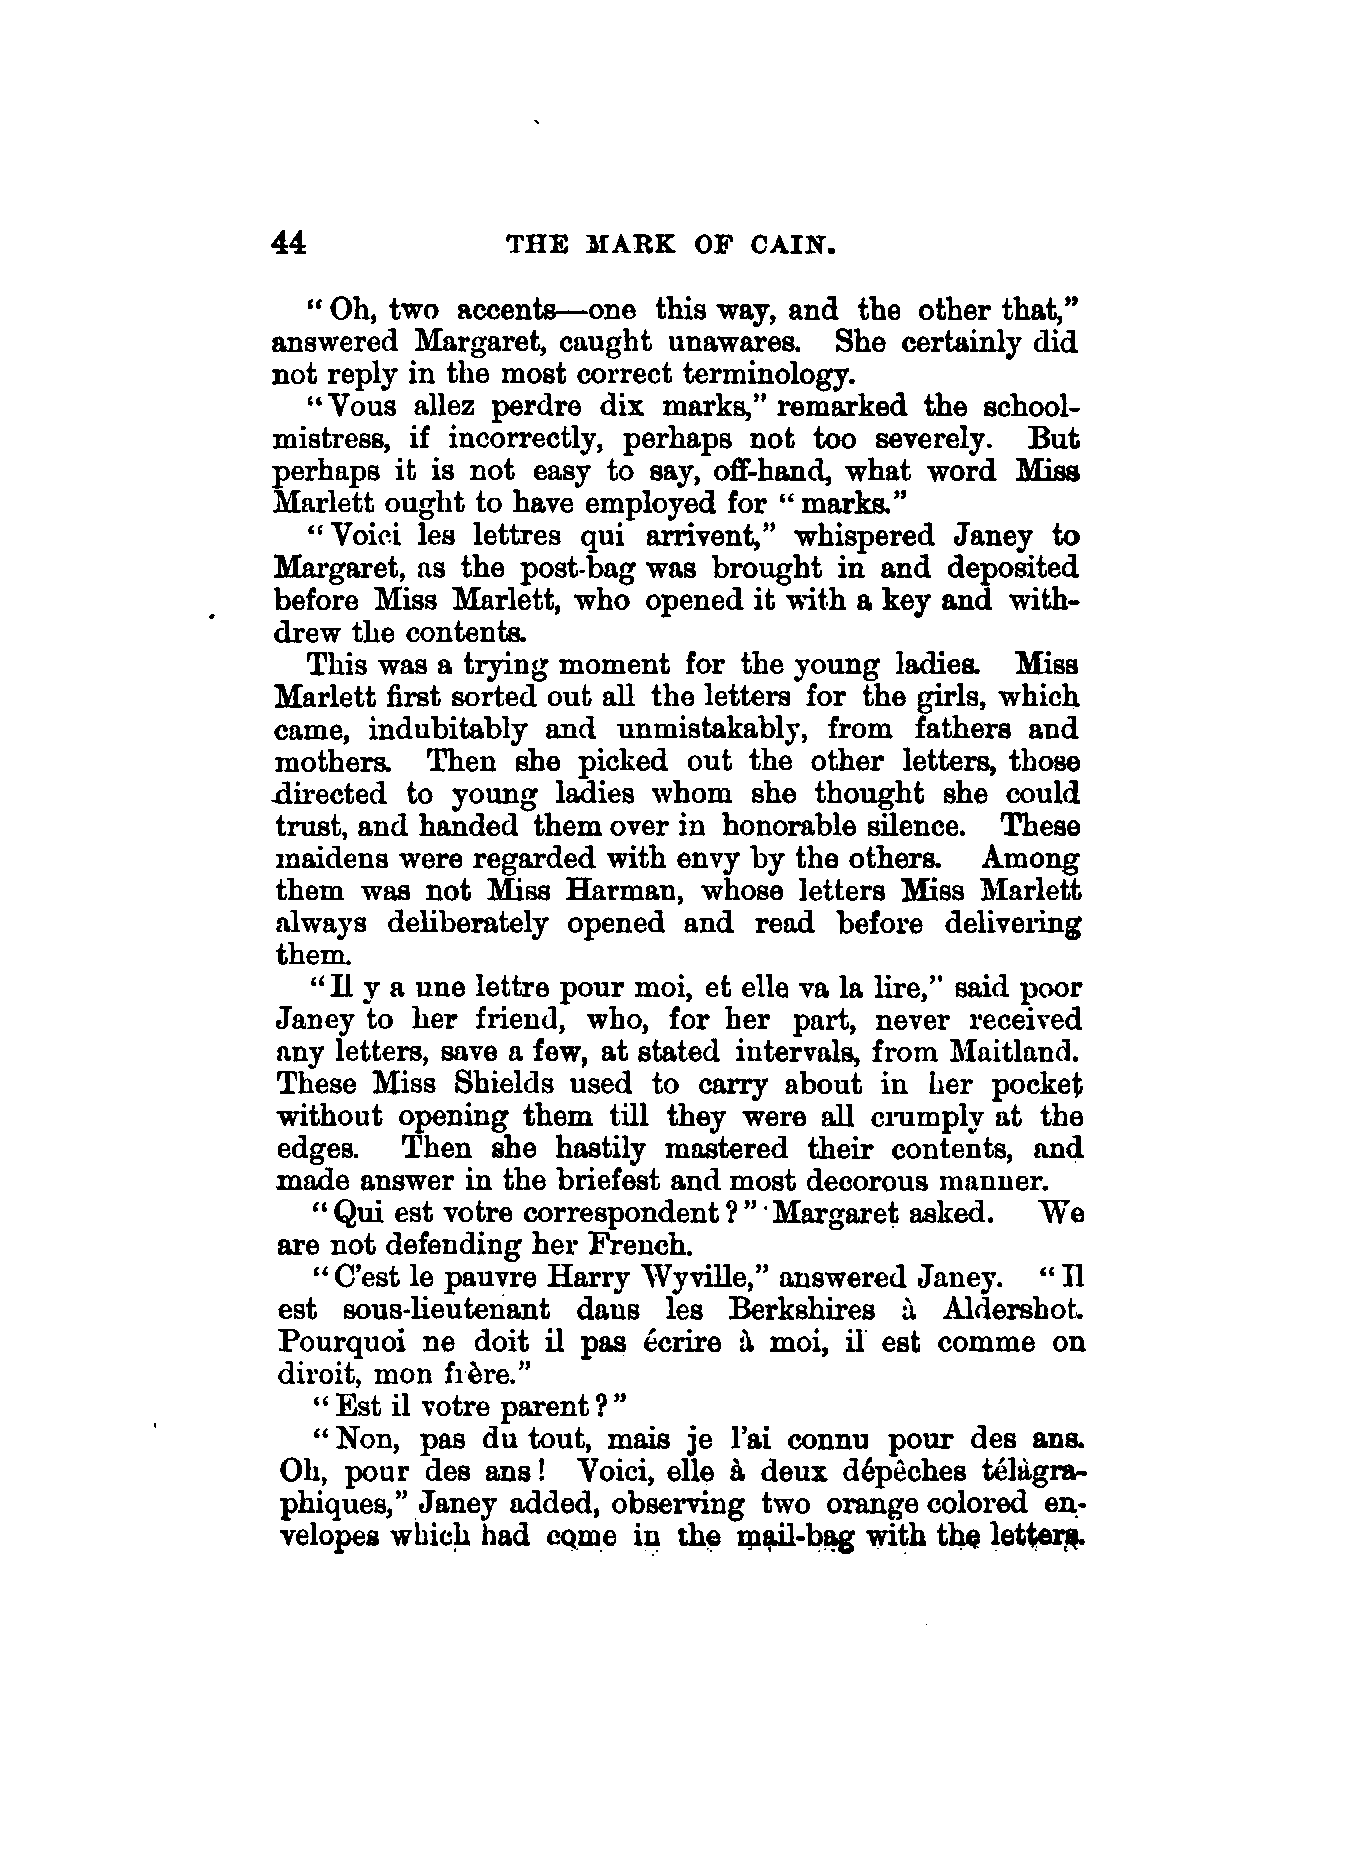 44 THE MARK OF CAIN.
“Oh, two accents—one this way, and the other that,”
answered Margaret, caught unawares. She certainly did
not reply in the most correct terminology.
“Vous allez perdre dix marks,” remarked the school-
mistress, if incorrectly, perhaps not too severely. But
perhaps it is not easy to say, off-hand, what word Miss
Marlett ought to have employed for “marks.”
“Voici les lettres qui arrivent,” whispered Janey to
Margaret, as the post-bag was brought in and deposited
before Miss Marlett, who opened it with a key and with-
drew the contents.
This was a trying moment for the young ladies. Miss
Marlett first sorted out all the letters for the girls, which
came, indubitably and unmistakably, from fathers and
mothers. Then she picked out the other letters, those
directed to young ladies whom she thought she could
trust, and handed them over in honorable silence. These
maidens were regarded with envy by the others. Among
them was not Miss Harman, whose letters Miss Marlett
always deliberately opened and read before delivering
them.
“Il y a une lettre pour moi, et elle va la lire,” said poor
Janey to her friend, who, for her part, never received
any letters, save a few, at stated intervals, from Maitland.
These Miss Shields used to carry about in her pocket
without opening them till they were all crumply at the
edges. Then she hastily mastered their contents, and
made answer in the briefest and most decorous manner.
“Qui est votre correspondent?” Margaret asked. We
are not defending her French.
“C’est le pauvre Harry Wyville,” answered Janey. “Il
est sous-lieutenant dans les Berkshires à Aldershot.
Pourquoi ne doit il pas écrire à moi, il est comme on
diroit, mon frère.”
“Est il votre parent?”
“Non, pas du tout, mais je l’ai connu pour des ans.
Oh, pour des ans! Voici, elle à deux dépêches télàgra-
phiques,” Janey added, observing two orange colored en-
velopes which had come in the mail-bag with the letters.